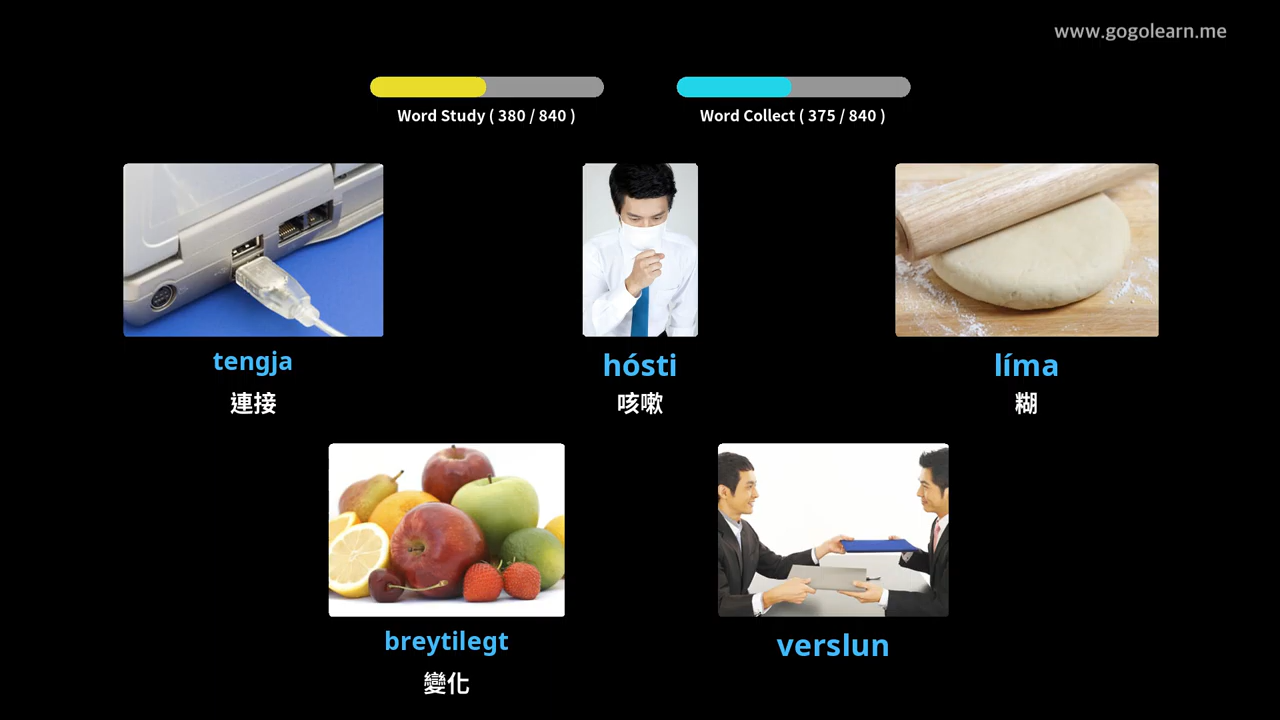 www.gogolearn.me
Word Study ( 380 / 840 )
Word Collect ( 375 / 840 )
tengja
連接
hósti
咳嗽
líma
糊
breytilegt
變化
verslun